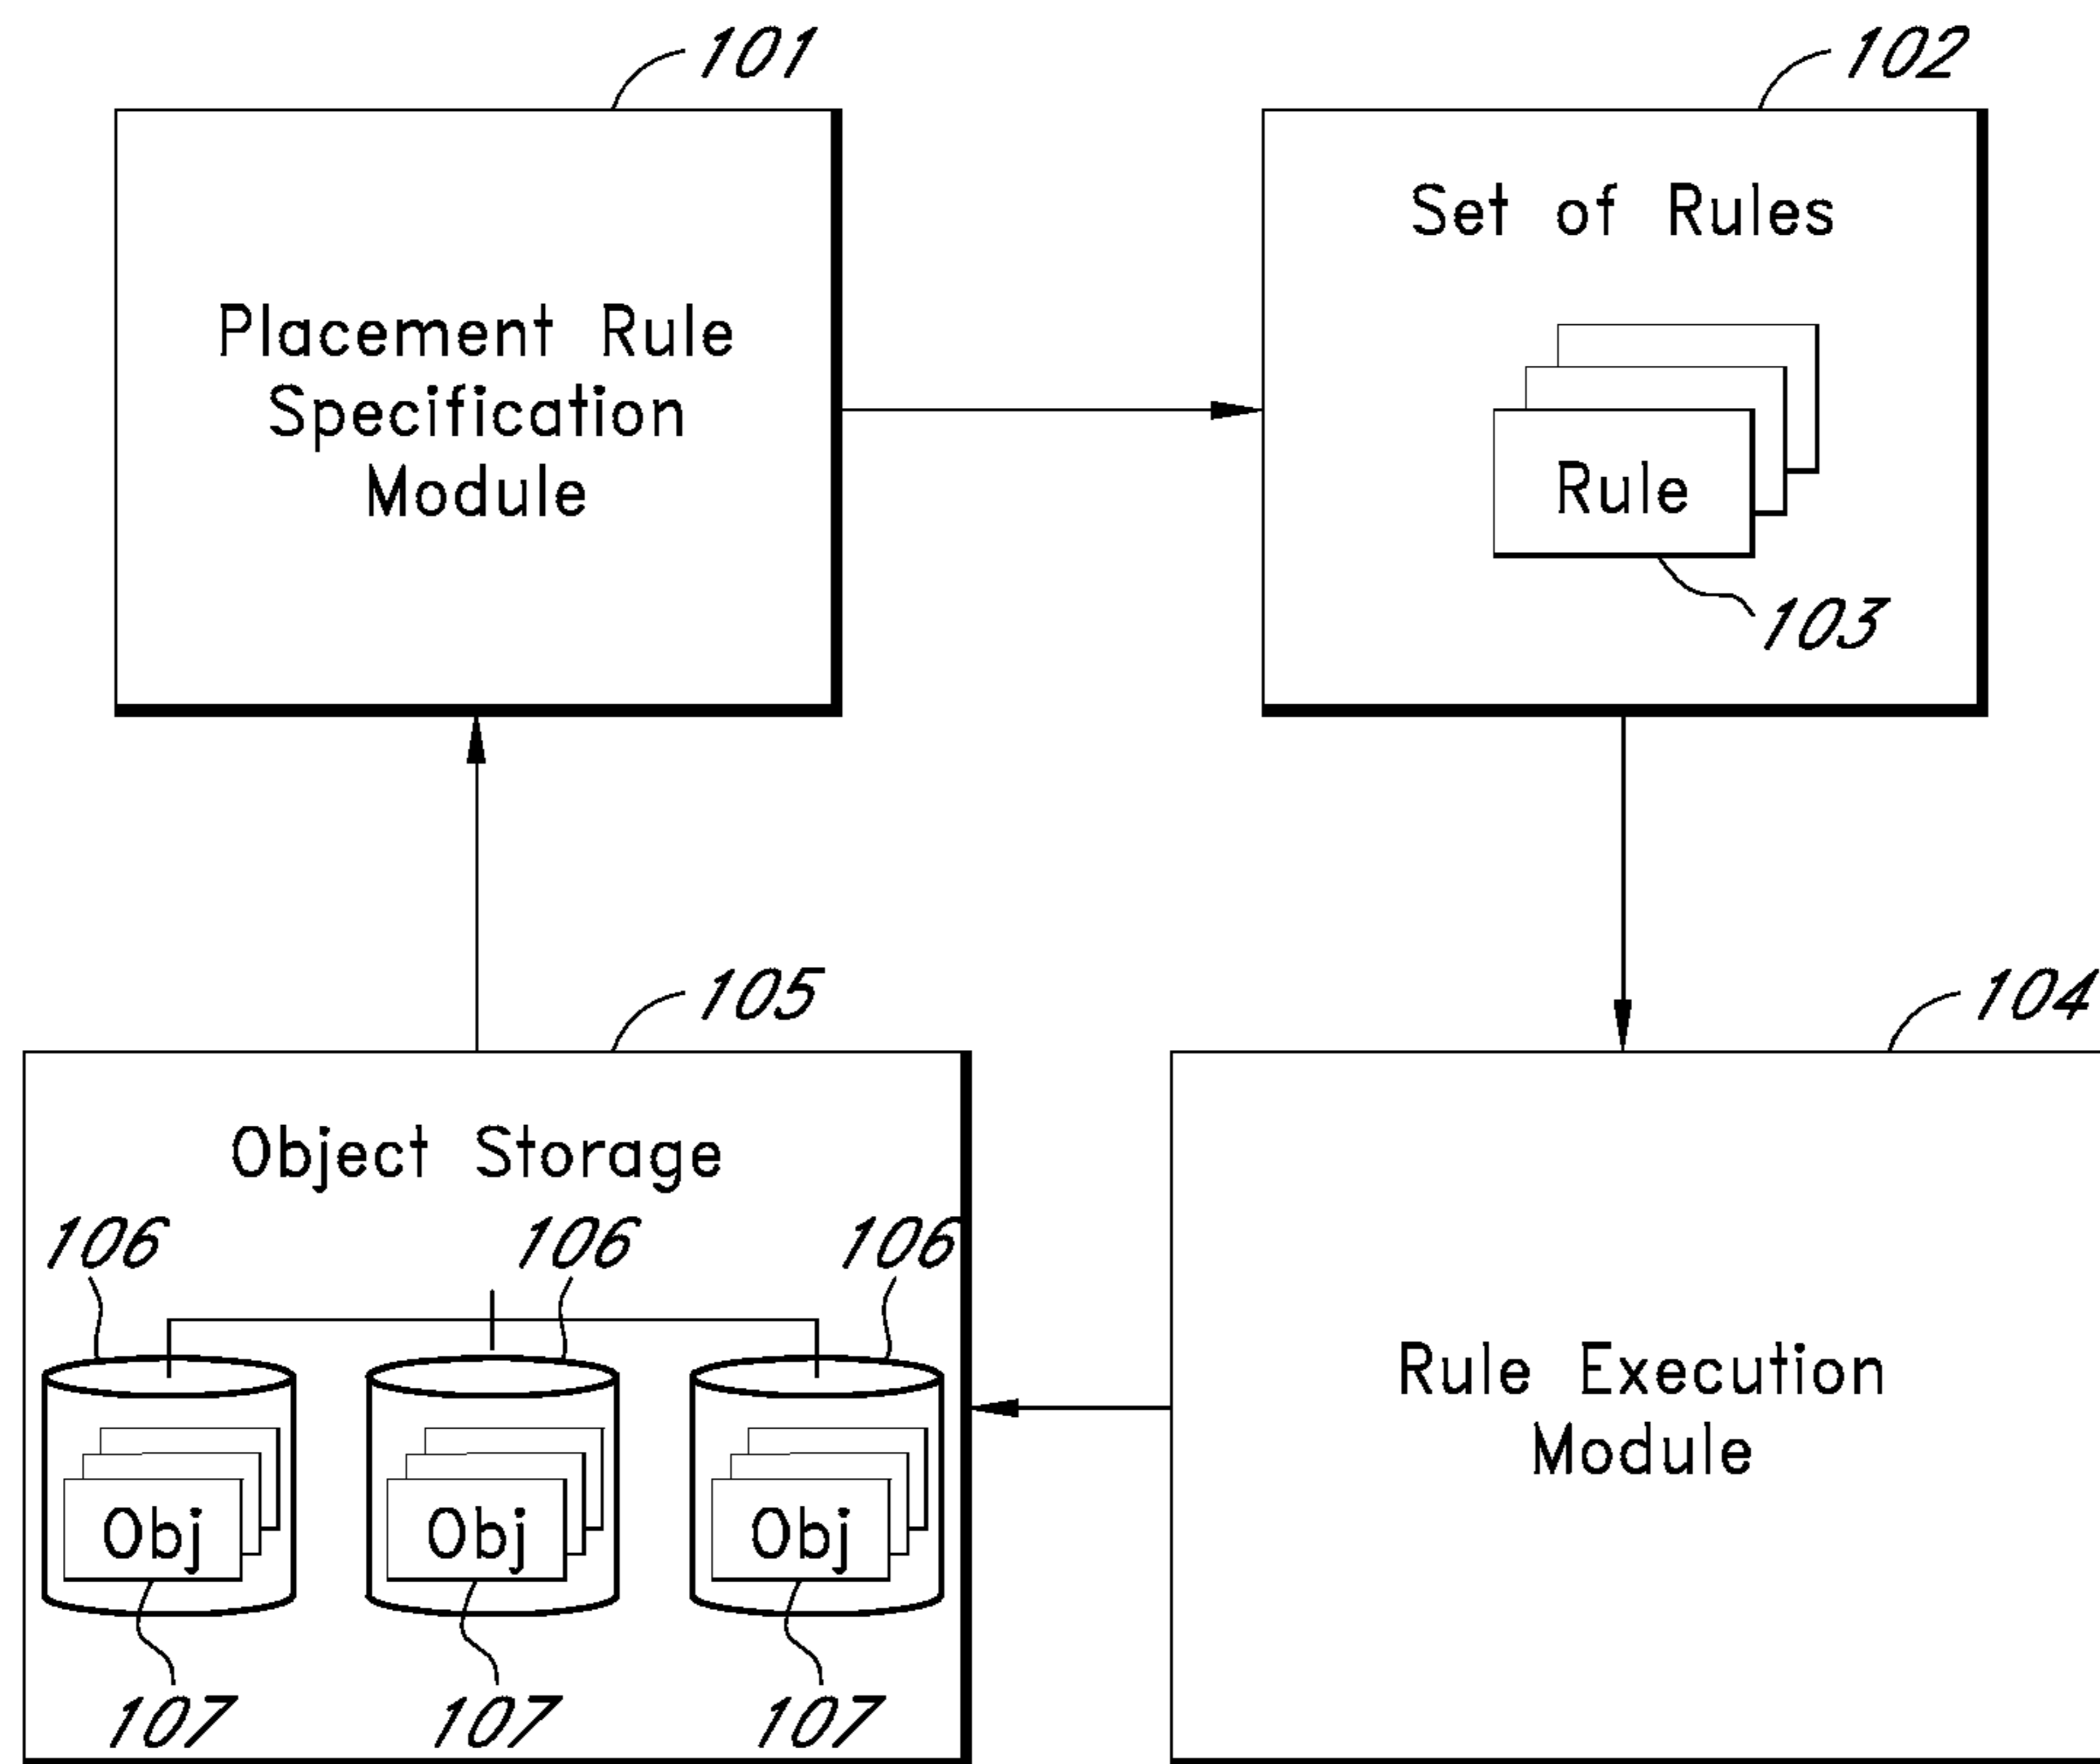 101
102
Placement Rule
Specification
Module
Set of Rules
Rule
103
105
104
Object Storage
106
106
106
Obj
Obj
Obj
107
107
107
Rule Execution
Module